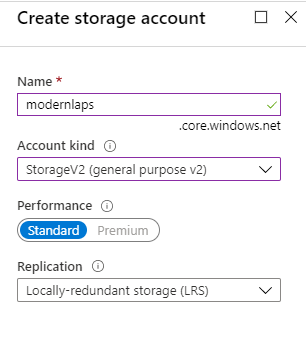 Create storage account
Name *
modernlaps
.core.windows.net
Account kind
StorageV2 (general purpose v2)
Performance
Standard Premium
Replication
Locally-redundant storage (LRS)